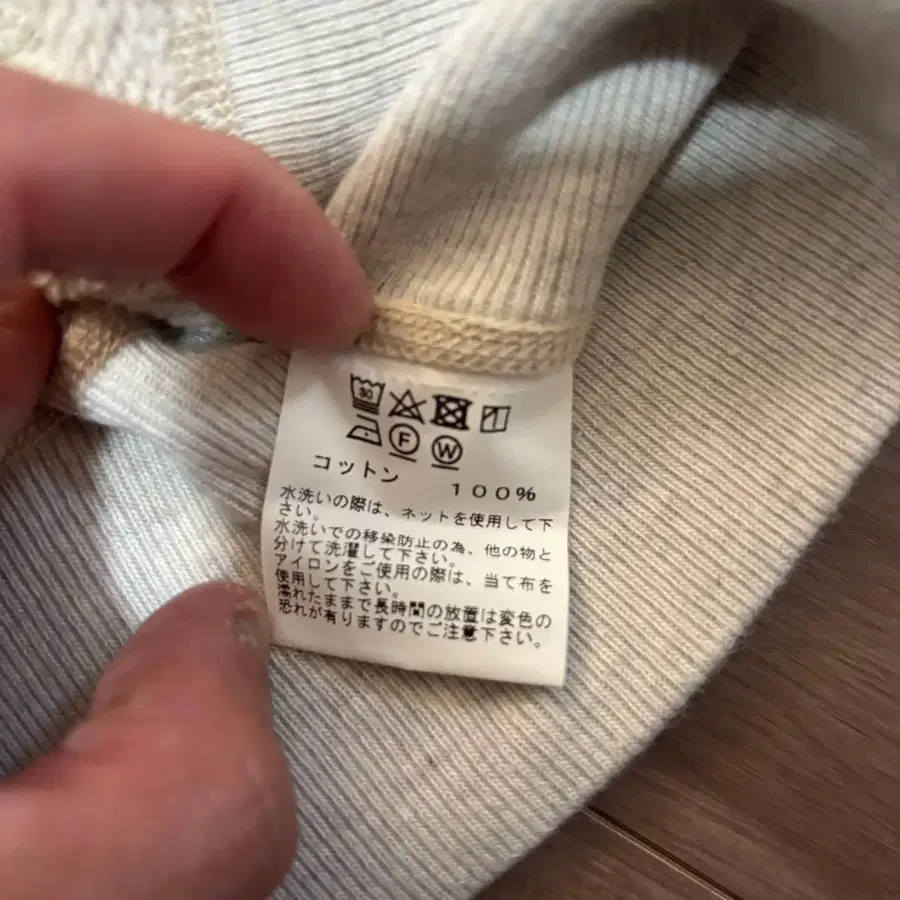 30
F W
コットン 100%
水洗いの際は、ネットを使用して下
さい。
水洗いでの移染防止の為、他の物と
分けて洗濯して下さい。
アイロンをご使用の際は、当て布を
使用して下さい。
濡れたままで長時間の放置は変色の
恐れが有りますのでご注意下さい。